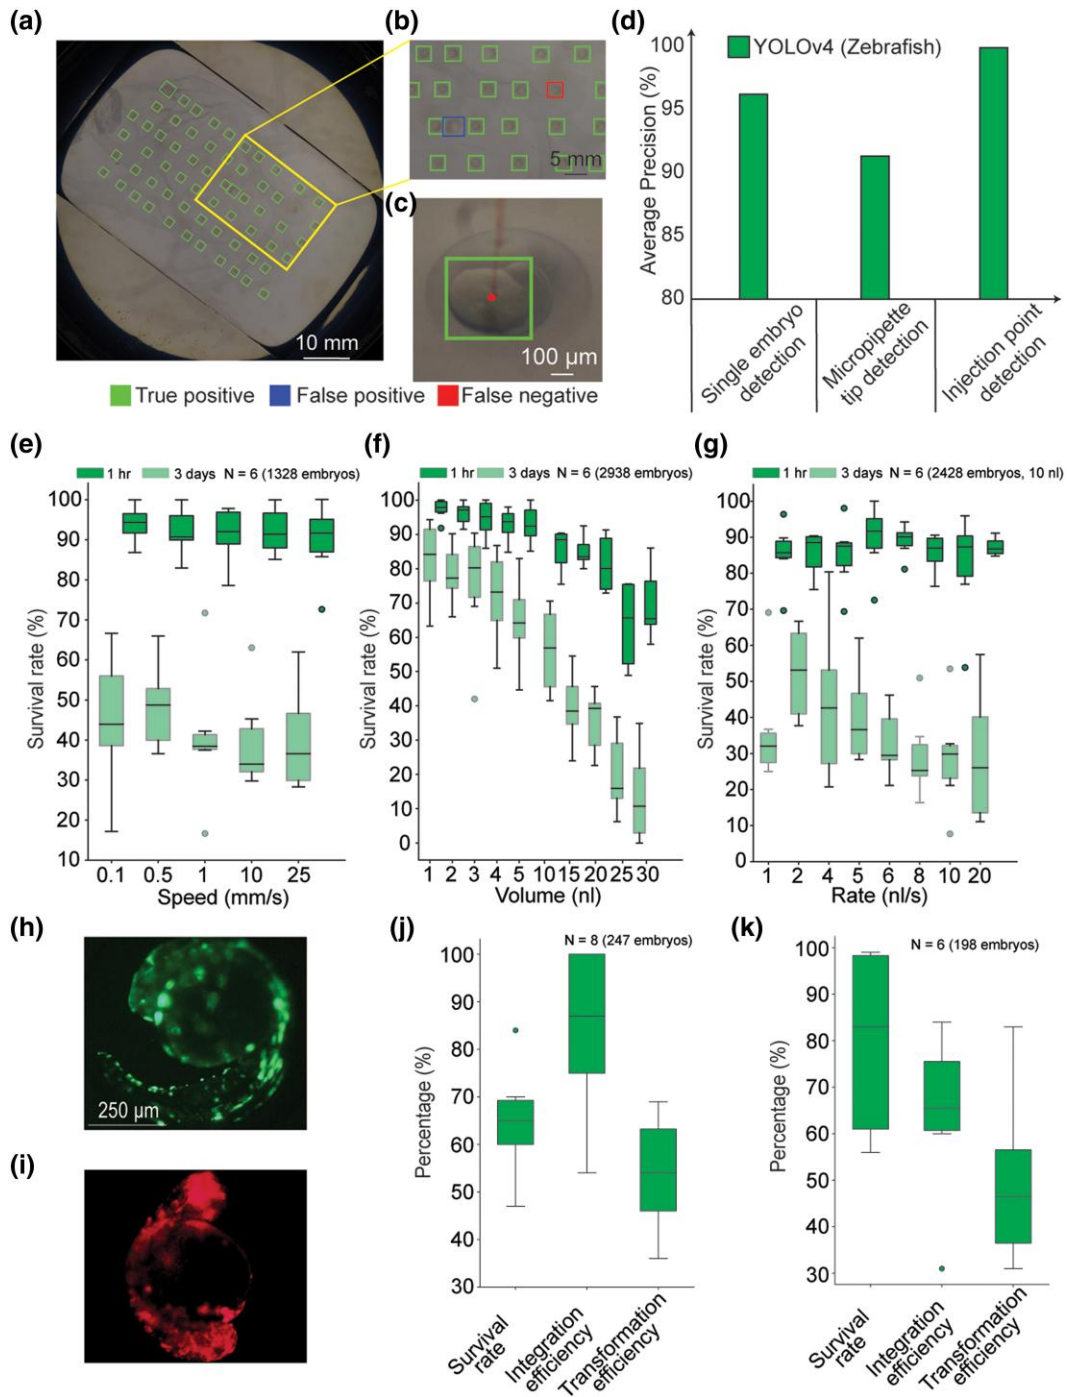 (a)
10 mm
(b)
5 mm
(c)
100 µm
True positive
False positive
False negative
(d)
YOLOv4 (Zebrafish)
Average Precision (%)
100
95
90
85
80
Single embryo
detection
Micropipette
tip detection
Injection point
detection
(e)
1 hr
3 days
N = 6 (1328 embryos)
Survival rate (%)
100
90
80
70
60
50
40
30
20
10
0.1
0.5
1
10
25
Speed (mm/s)
(f)
1 hr
3 days
N = 6 (2938 embryos)
Survival rate (%)
100
90
80
70
60
50
40
30
20
10
0
1
2
3
4
5
10
15
20
25
30
Volume (nl)
(g)
1 hr
3 days
N = 6 (2428 embryos, 10 nl)
Survival rate (%)
100
90
80
70
60
50
40
30
20
10
0
1
2
4
5
6
8
10
20
Rate (nl/s)
(h)
250 µm
(i)
(j)
N = 8 (247 embryos)
Percentage (%)
100
90
80
70
60
50
40
30
Survival
rate
Integration
efficiency
Transformation
efficiency
(k)
N = 6 (198 embryos)
Percentage (%)
100
90
80
70
60
50
40
30
Survival
rate
Integration
efficiency
Transformation
efficiency